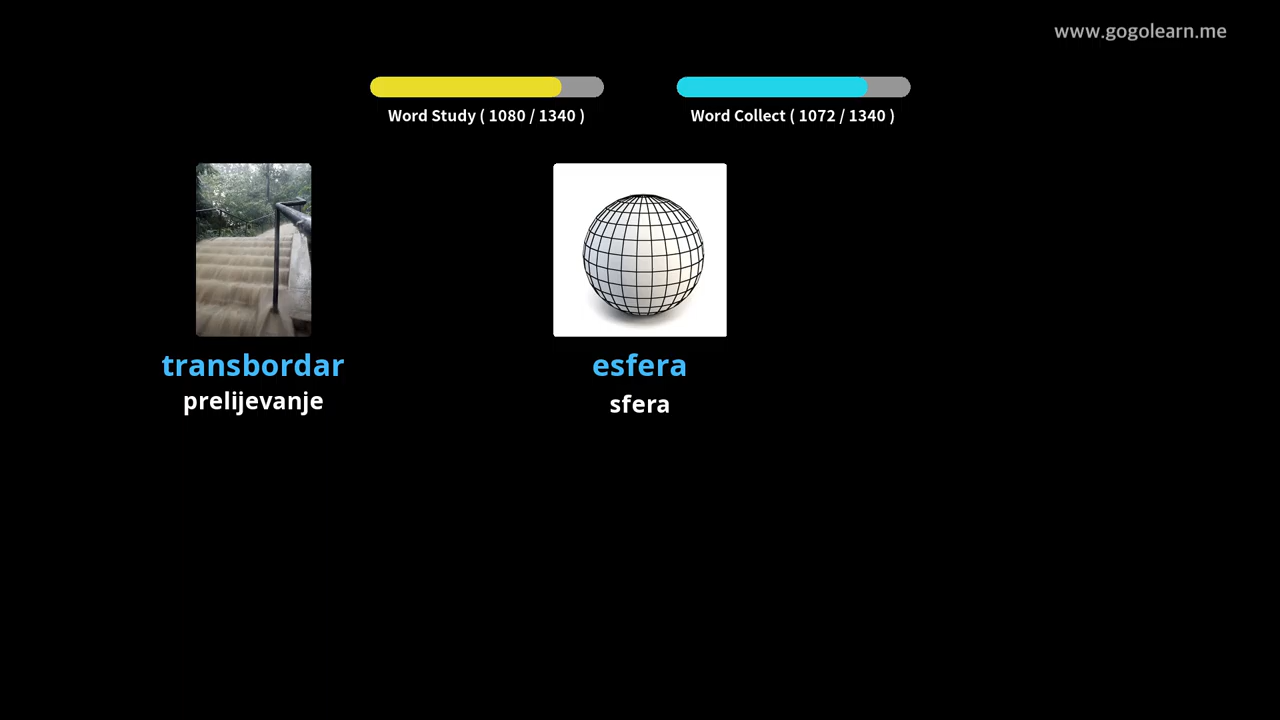 www.gogolearn.me
Word Study ( 1080 / 1340 )
Word Collect ( 1072 / 1340 )
transbordar
prelijevanje
esfera
sfera